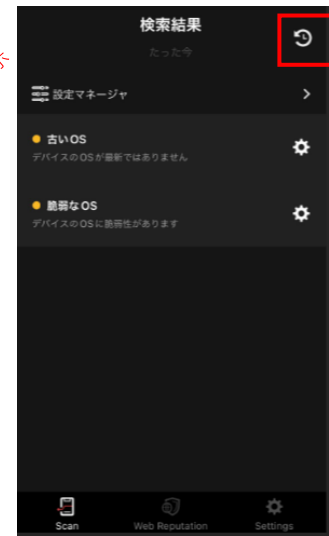 検索結果
たった今
設定マネージャ
古いOS
デバイスのOSが最新ではありません
脆弱なOS
デバイスのOSに脆弱性があります
Scan
Web Reputation
Settings